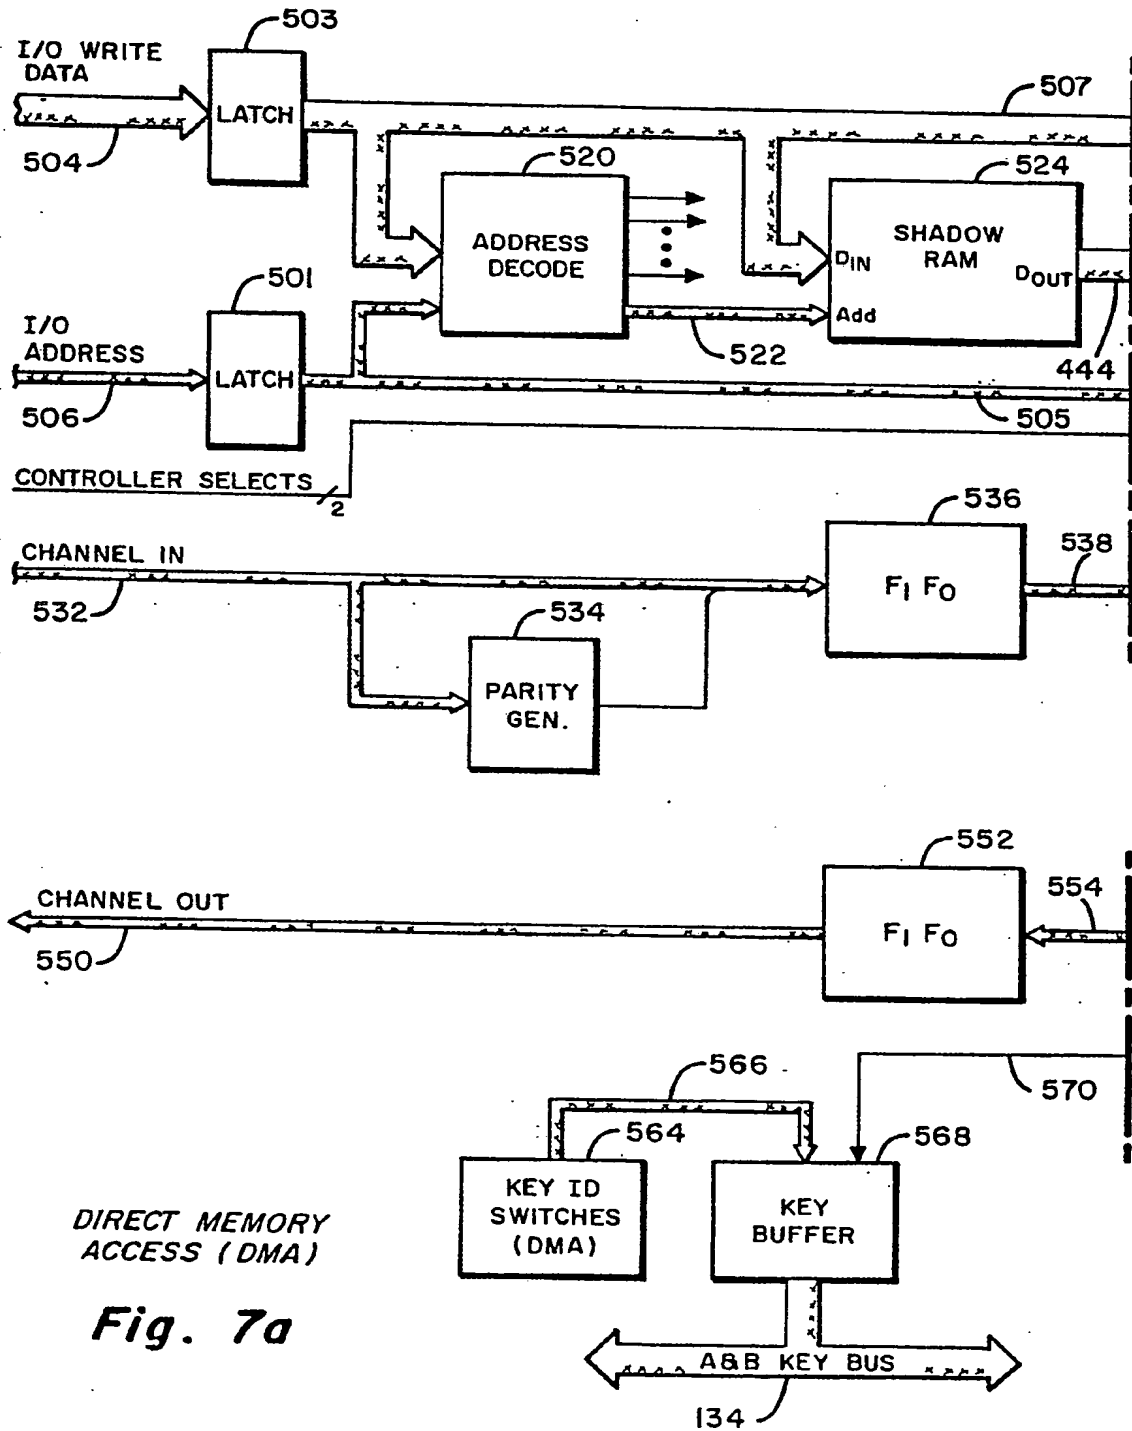 503
I/O WRITE
DATA
LATCH
507
504
520
524
ADDRESS
DECODE
SHADOW
RAM
DIN
DOUT
Add
501
I/O
ADDRESS
LATCH
522
444
506
505
CONTROLLER SELECTS
2
536
CHANNEL IN
538
532
534
FI FO
PARITY
GEN.
552
CHANNEL OUT
554
550
FI FO
566
570
564
568
KEY ID
SWITCHES
(DMA)
KEY
BUFFER
DIRECT MEMORY
ACCESS (DMA)
Fig. 7a
A&B KEY BUS
134